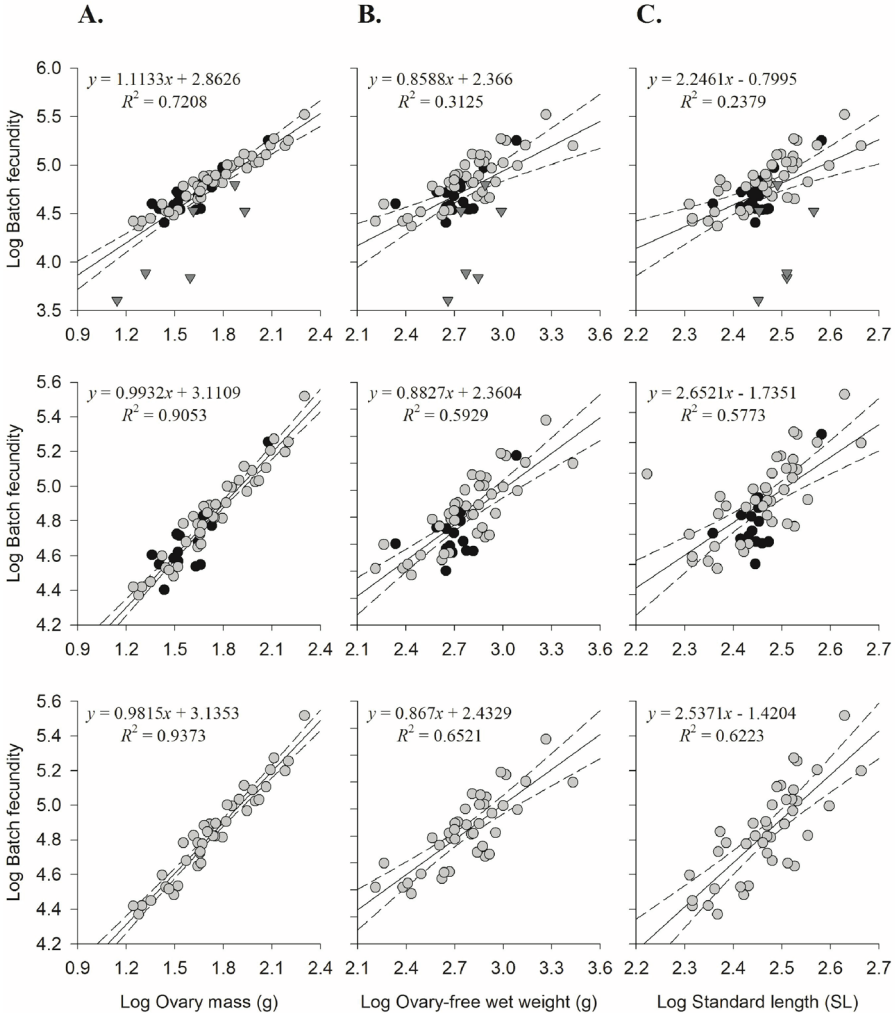 A.
B.
C.
y = 1.1133x + 2.8626
R² = 0.7208
y = 0.8588x + 2.366
R² = 0.3125
y = 2.2461x - 0.7995
R² = 0.2379
Log Batch fecundity
6.0
5.5
5.0
4.5
4.0
3.5
0.9 1.2 1.5 1.8 2.1 2.4
2.1 2.4 2.7 3.0 3.3 3.6
2.2 2.3 2.4 2.5 2.6 2.7
y = 0.9932x + 3.1109
R² = 0.9053
y = 0.8827x + 2.3604
R² = 0.5929
y = 2.6521x - 1.7351
R² = 0.5773
Log Batch fecundity
5.6
5.4
5.2
5.0
4.8
4.6
4.4
4.2
0.9 1.2 1.5 1.8 2.1 2.4
2.1 2.4 2.7 3.0 3.3 3.6
2.2 2.3 2.4 2.5 2.6 2.7
y = 0.9815x + 3.1353
R² = 0.9373
y = 0.867x + 2.4329
R² = 0.6521
y = 2.5371x - 1.4204
R² = 0.6223
Log Batch fecundity
5.6
5.4
5.2
5.0
4.8
4.6
4.4
4.2
0.9 1.2 1.5 1.8 2.1 2.4
2.1 2.4 2.7 3.0 3.3 3.6
2.2 2.3 2.4 2.5 2.6 2.7
Log Ovary mass (g)
Log Ovary-free wet weight (g)
Log Standard length (SL)